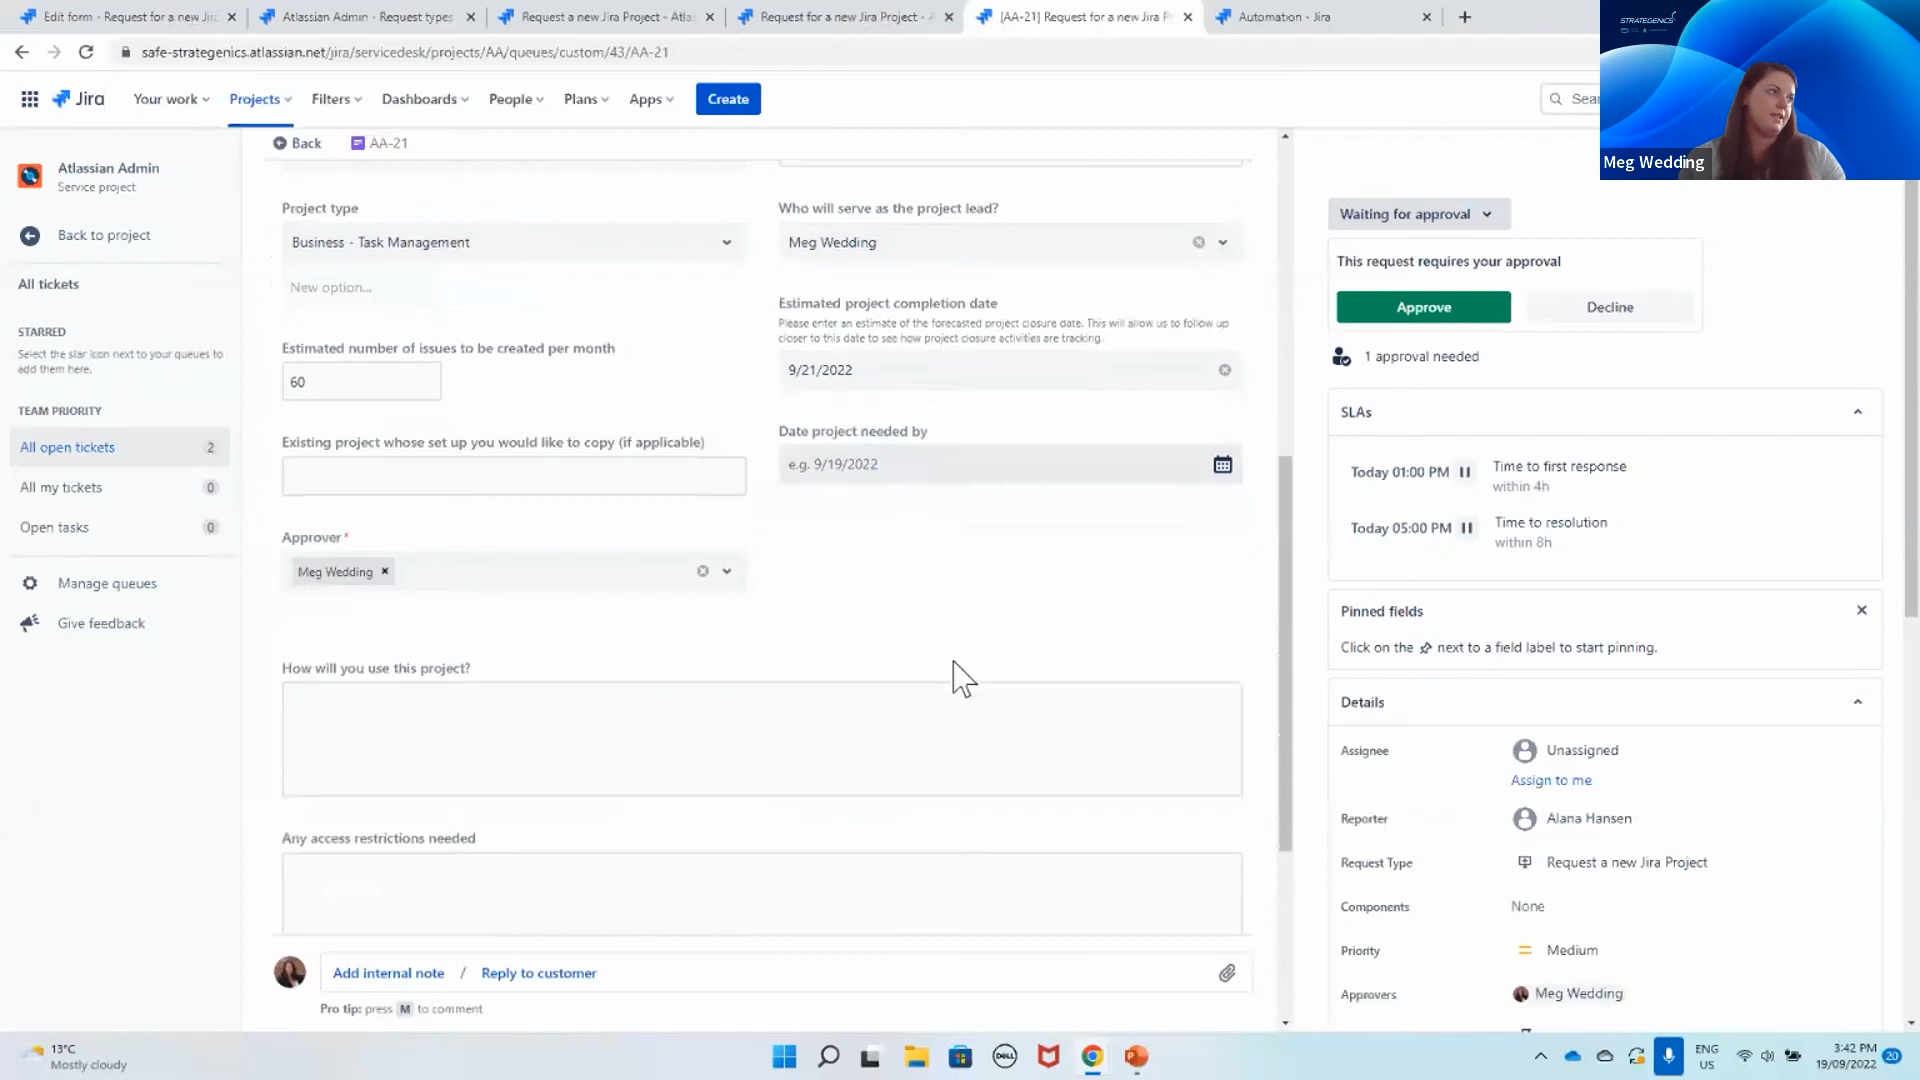 Edit form - Request for a new Jir
Atlassian Admin - Request types
Request a new Jira Project - Atla
Request for a new Jira Project - A
[AA-21] Request for a new Jira P
Automation - Jira
safe-strategenics.atlassian.net/jira/servicedesk/projects/AA/queues/custom/43/AA-21
STRATEGENICS
Meg Wedding
Jira
Your work
Projects
Filters
Dashboards
People
Plans
Apps
Create
Sear
Atlassian Admin
Service project
Back to project
All tickets
STARRED
Select the star icon next to your queues to
add them here.
TEAM PRIORITY
All open tickets 2
All my tickets 0
Open tasks 0
Manage queues
Give feedback
Back
AA-21
Project type
Business - Task Management
New option...
Estimated number of issues to be created per month
60
Existing project whose set up you would like to copy (if applicable)
Approver *
Meg Wedding ×
Who will serve as the project lead?
Meg Wedding
Estimated project completion date
Please enter an estimate of the forecasted project closure date. This will allow us to follow up
closer to this date to see how project closure activities are tracking.
9/21/2022
Date project needed by
e.g. 9/19/2022
How will you use this project?
Any access restrictions needed
Add internal note / Reply to customer
Pro tip: press M to comment
Waiting for approval
This request requires your approval
Approve
Decline
1 approval needed
SLAs
Today 01:00 PM
Time to first response
within 4h
Today 05:00 PM
Time to resolution
within 8h
Pinned fields
Click on the next to a field label to start pinning.
Details
Assignee
Unassigned
Assign to me
Reporter
Alana Hansen
Request Type
Request a new Jira Project
Components
None
Priority
Medium
Approvers
Meg Wedding
13°C
Mostly cloudy
DELL
ENG
US
3:42 PM
19/09/2022
20